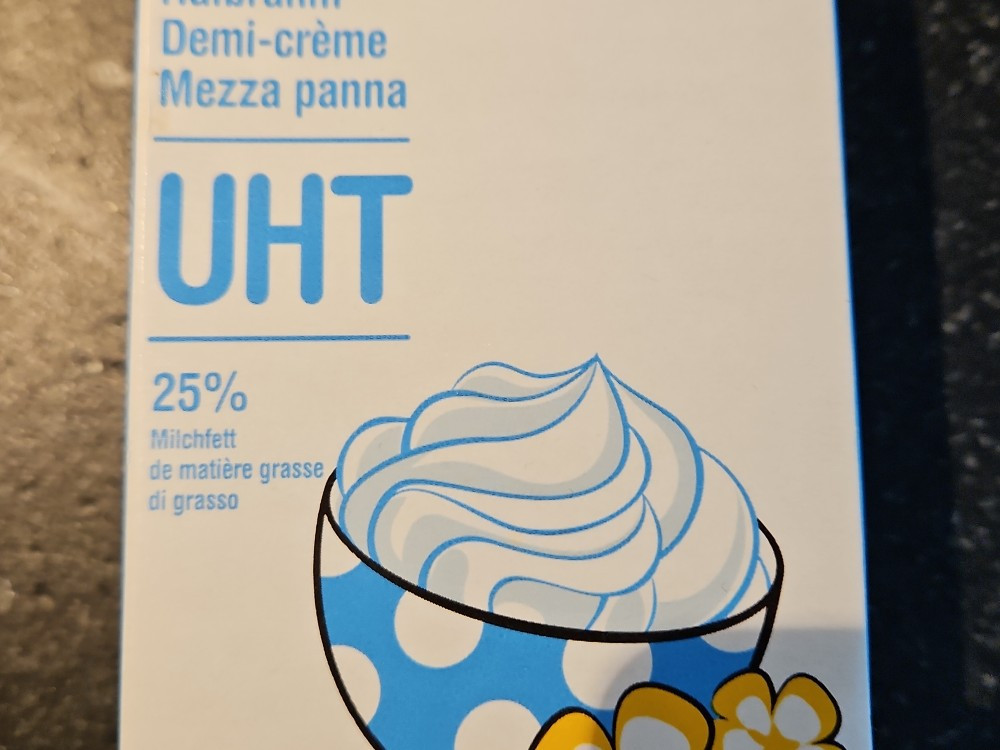 Demi-crème
Mezza panna
UHT
25%
Milchfett
de matière grasse
di grasso